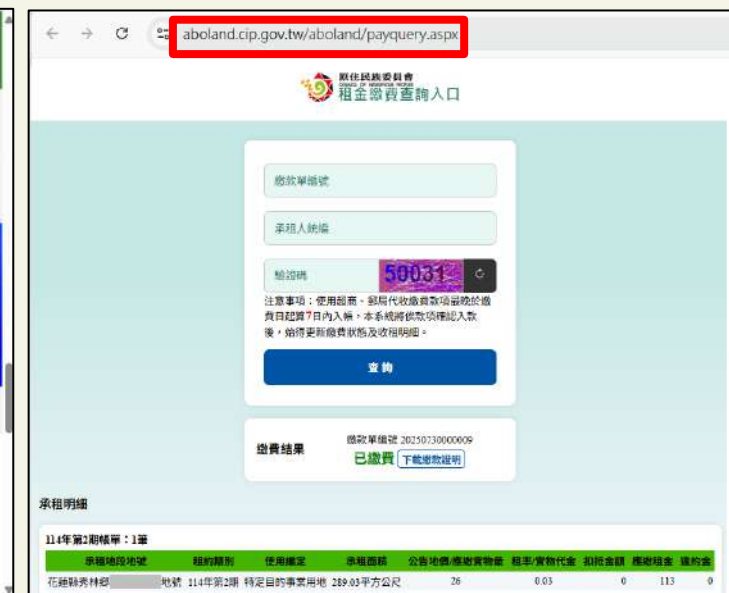 aboland.cip.gov.tw/aboland/payquery.aspx
原住民族委員會
COUNCIL OF INDIGENOUS PEOPLES
租金繳費查詢入口
繳款單編號
承租人統編
驗證碼
50031
注意事項：使用超商、郵局代收繳費款項最晚於繳
費日起算7日內入帳，本系統將俟款項確認入款
後，始得更新繳費狀態及收租明細。
查詢
繳費結果
繳款單編號 20250730000009
已繳費 下載繳款證明
承租明細
114年第2期帳單：1筆
承租地段地號 租約類別 使用編定 承租面積 公告地價/應繳實物量 租率/實物代金 扣抵金額 應繳租金 違約金
花蓮縣秀林鄉 地號 114年第2期 特定目的事業用地 289.03平方公尺 26 0.03 0 113 0